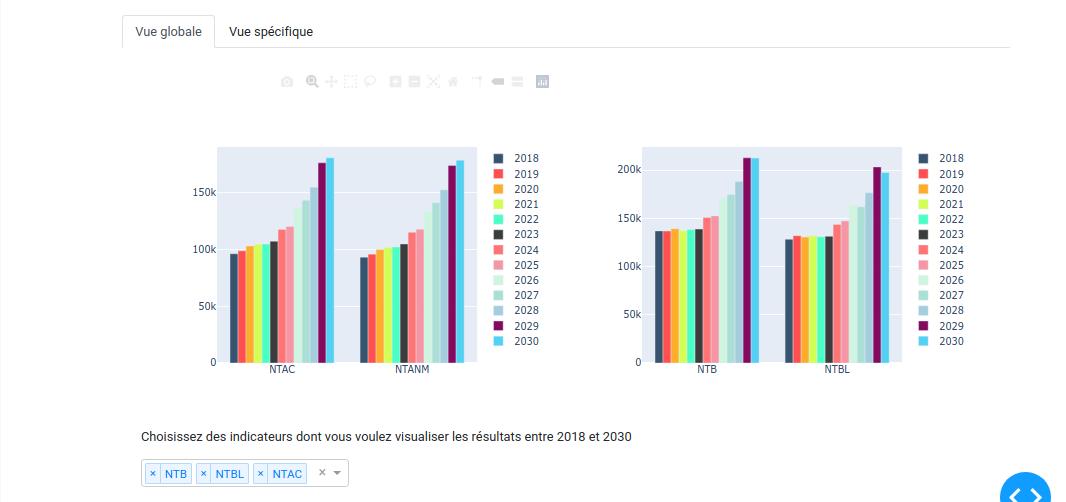 Vue globale
Vue spécifique
150k
100k
50k
0
NTAC
NTANM
2018
2019
2020
2021
2022
2023
2024
2025
2026
2027
2028
2029
2030
200k
150k
100k
50k
0
NTB
NTBL
2018
2019
2020
2021
2022
2023
2024
2025
2026
2027
2028
2029
2030
Choisissez des indicateurs dont vous voulez visualiser les résultats entre 2018 et 2030
× NTB × NTBL × NTAC ×